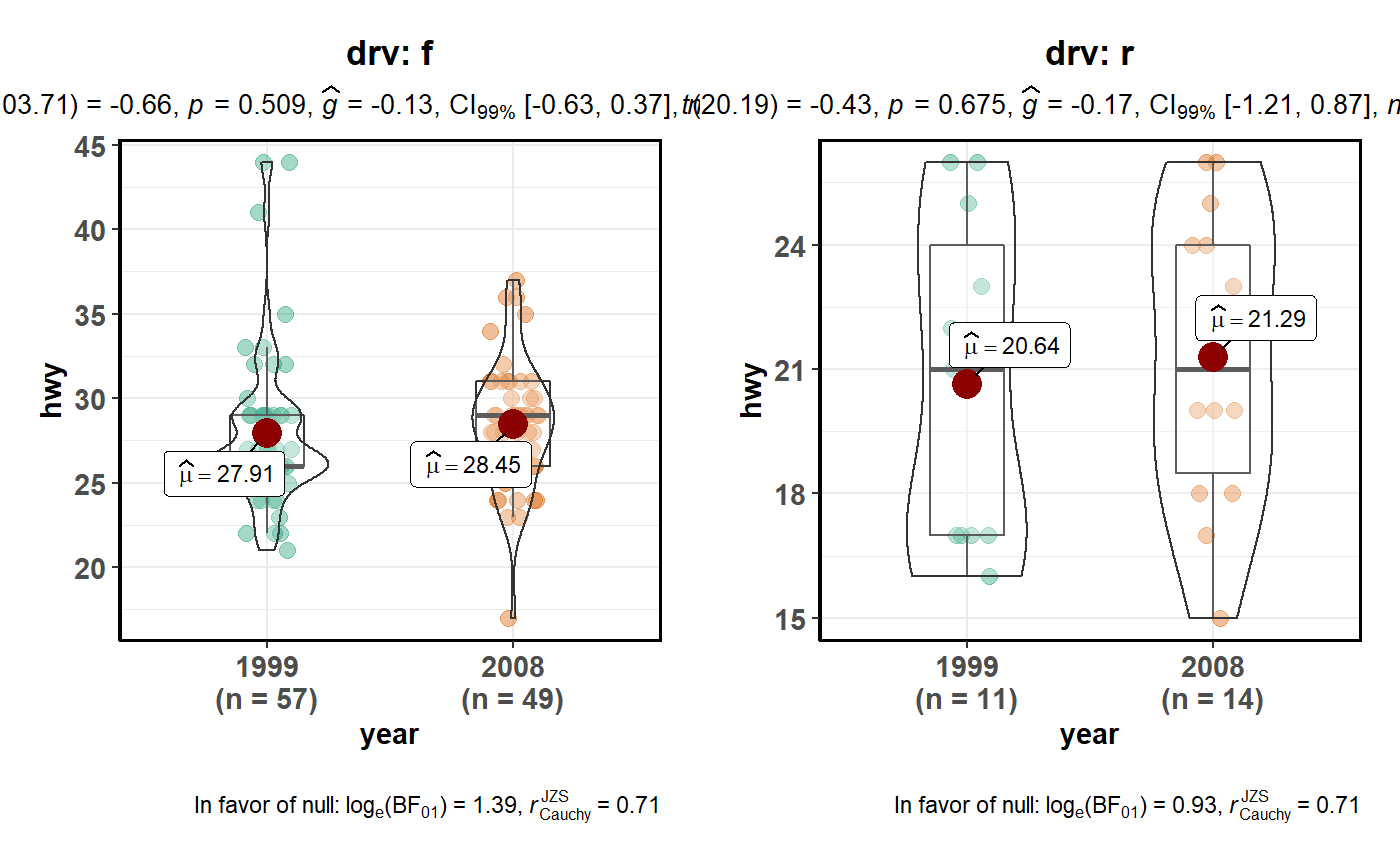 drv: f
03.71) = -0.66, p = 0.509, ĝ = -0.13, CI99% [-0.63, 0.37],
45
40
35
30
25
20
hwy
μ̂ = 27.91
μ̂ = 28.45
1999
(n = 57)
2008
(n = 49)
year
In favor of null: loge(BF01) = 1.39, r JZS Cauchy = 0.71
drv: r
(20.19) = -0.43, p = 0.675, ĝ = -0.17, CI99% [-1.21, 0.87],
24
21
18
15
hwy
μ̂ = 20.64
μ̂ = 21.29
1999
(n = 11)
2008
(n = 14)
year
In favor of null: loge(BF01) = 0.93, r JZS Cauchy = 0.71